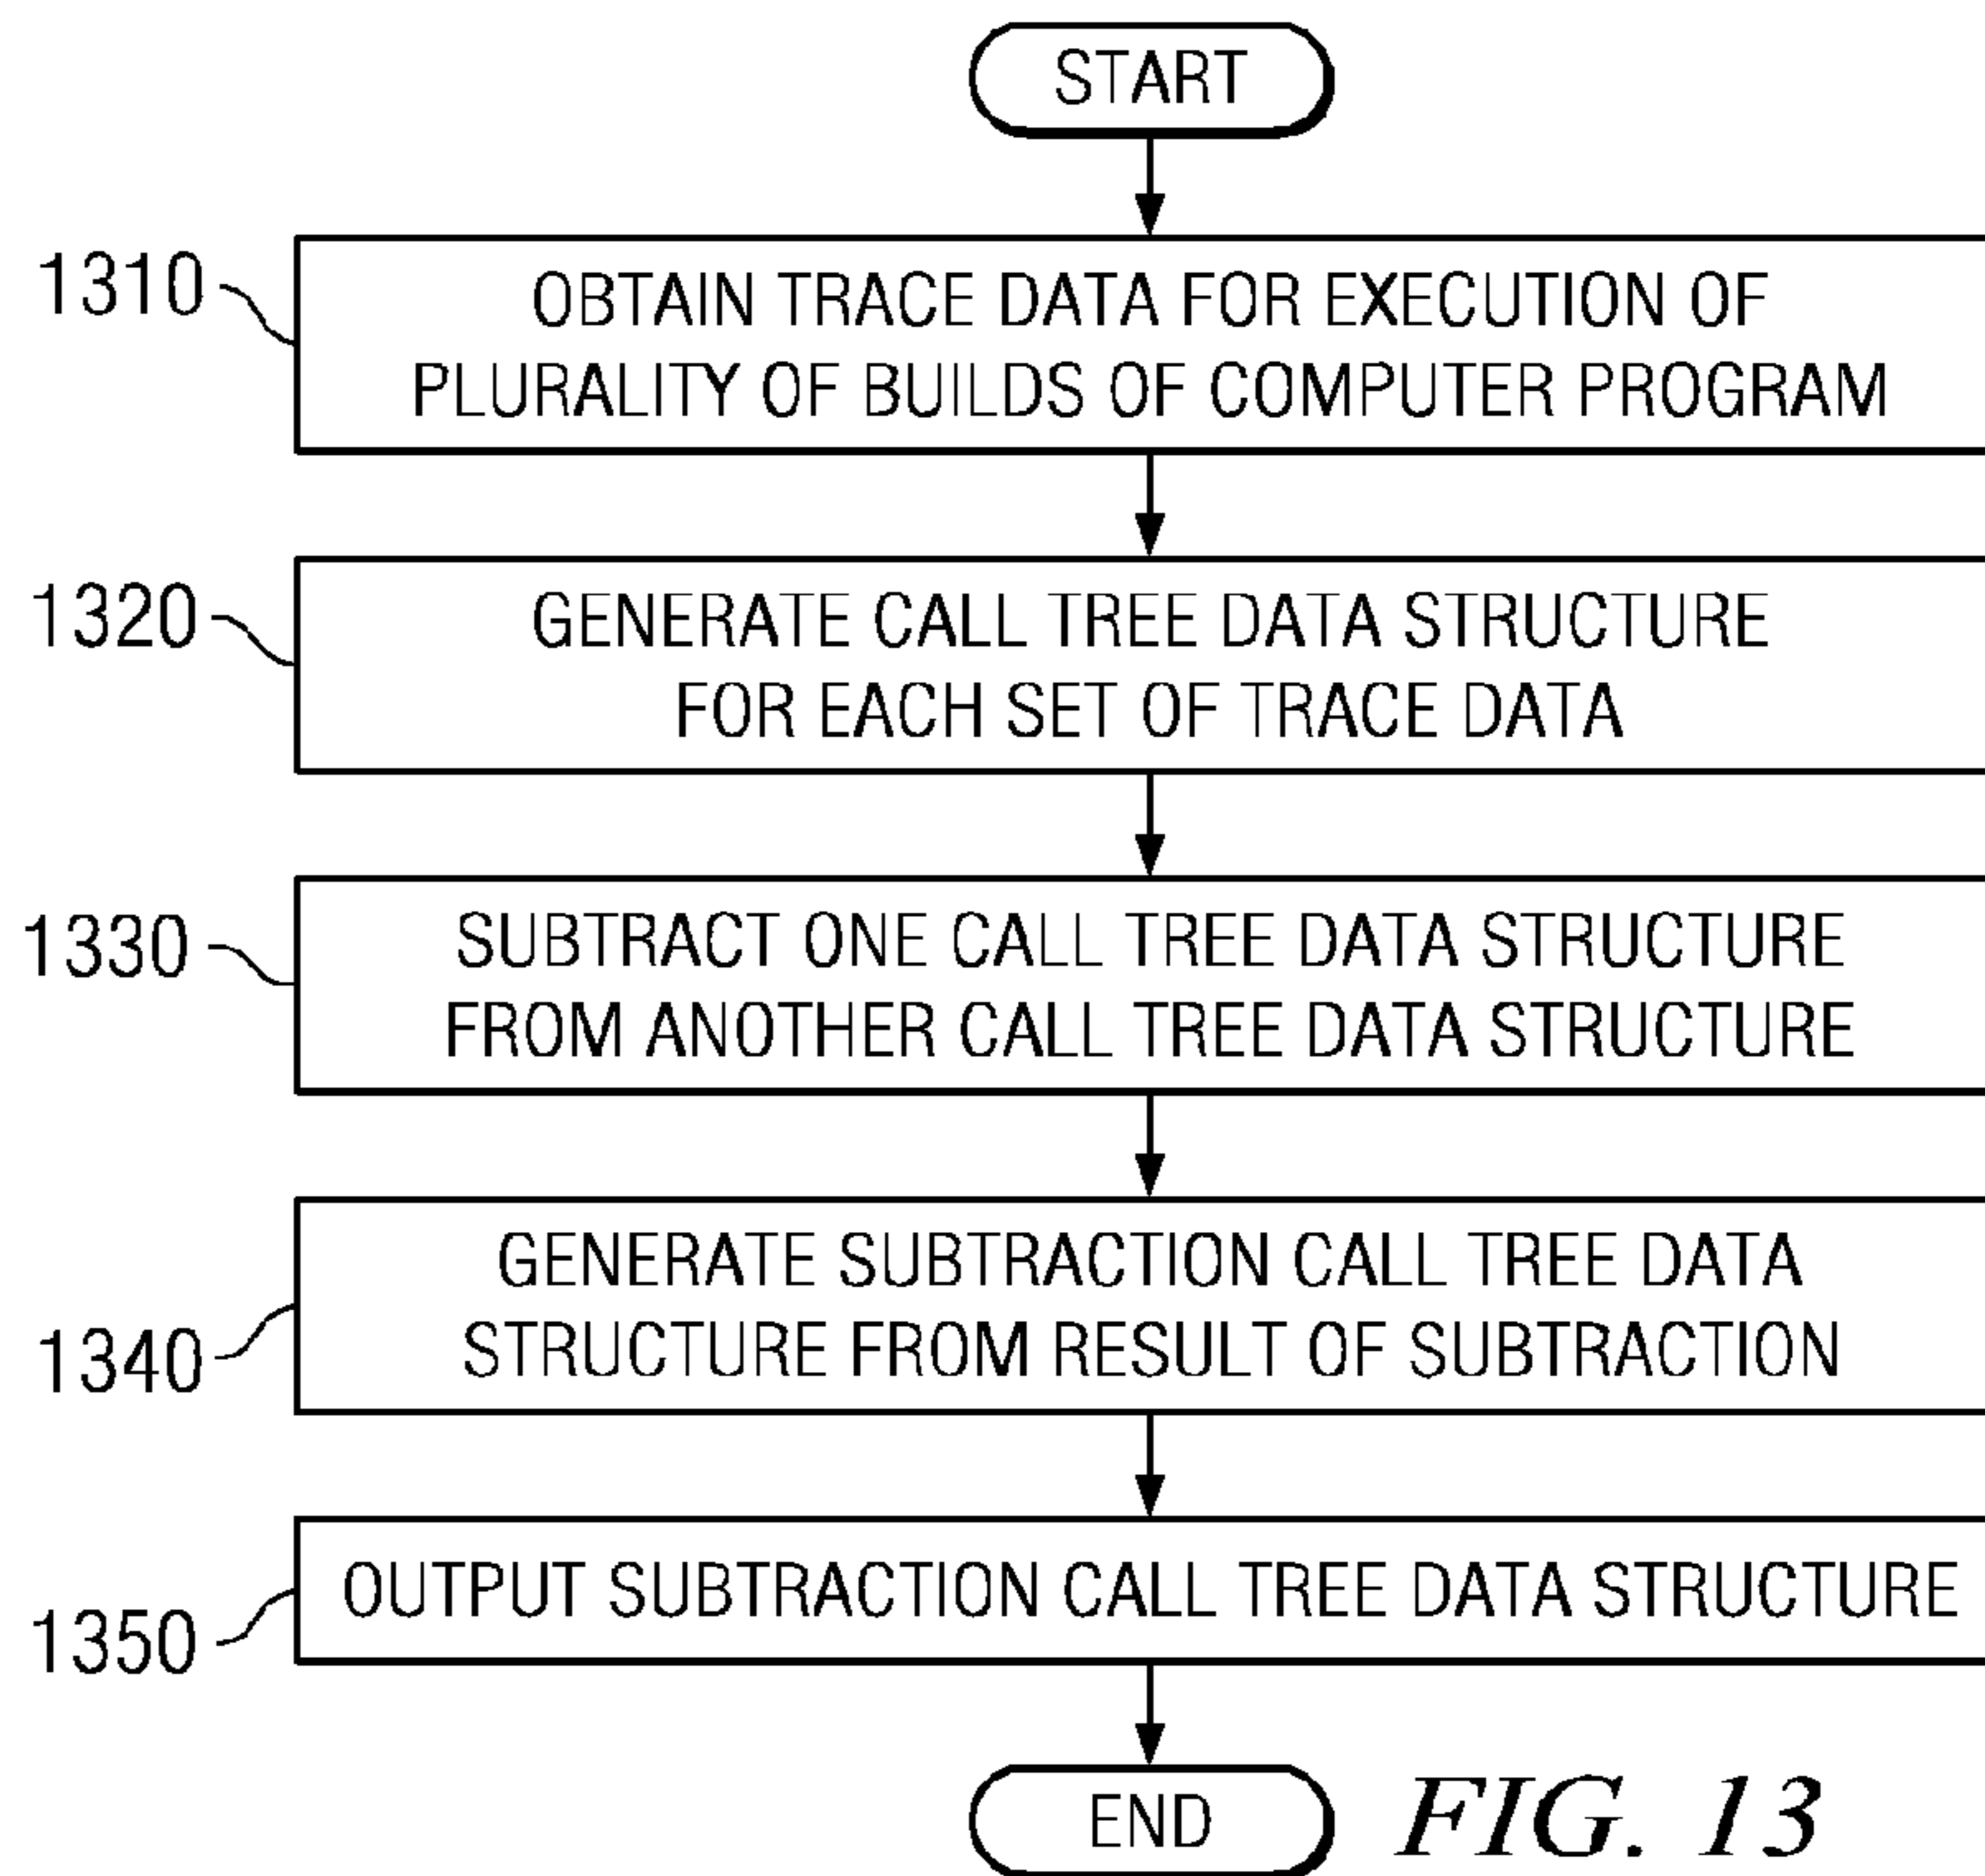 START
1310
OBTAIN TRACE DATA FOR EXECUTION OF
PLURALITY OF BUILDS OF COMPUTER PROGRAM
1320
GENERATE CALL TREE DATA STRUCTURE
FOR EACH SET OF TRACE DATA
1330
SUBTRACT ONE CALL TREE DATA STRUCTURE
FROM ANOTHER CALL TREE DATA STRUCTURE
1340
GENERATE SUBTRACTION CALL TREE DATA
STRUCTURE FROM RESULT OF SUBTRACTION
1350
OUTPUT SUBTRACTION CALL TREE DATA STRUCTURE
END
FIG. 13